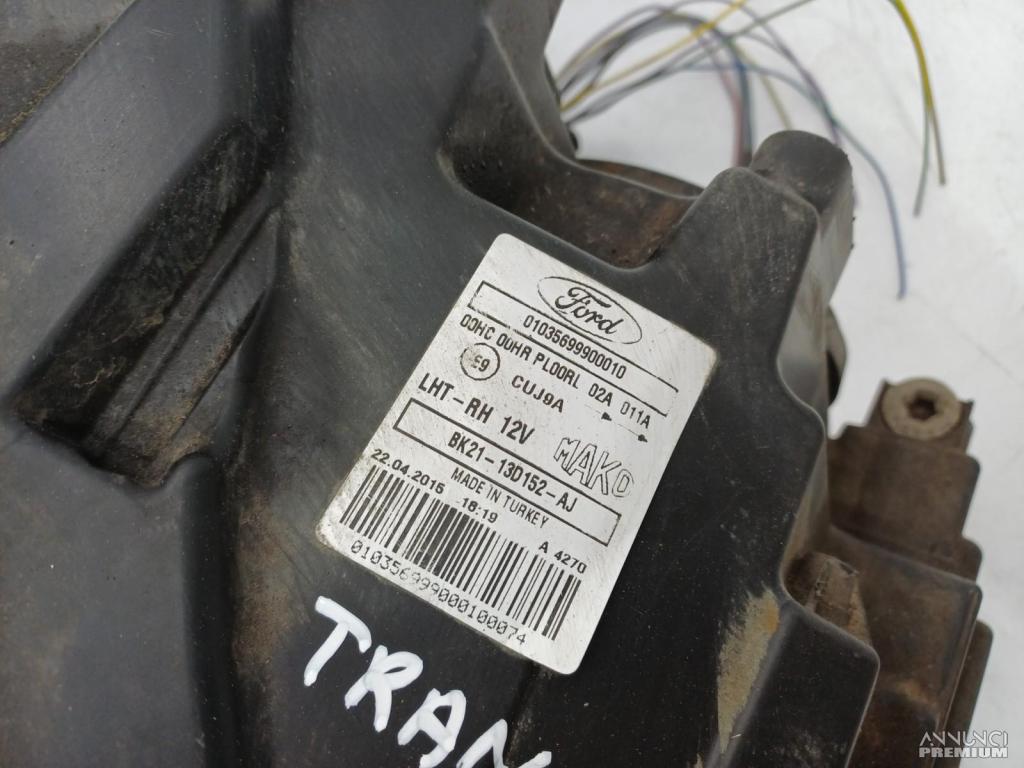 Ford
0103569990010
00HC 00HR PL00RL 02A 011A
E9 CUJ9A
LHT-RH 12V MAKO
BK21-13D152-AJ
MADE IN TURKEY
22.04.2015 - 18:19 A 4270
010356999000100074
TRAN
ANNUNCI
PREMIUM